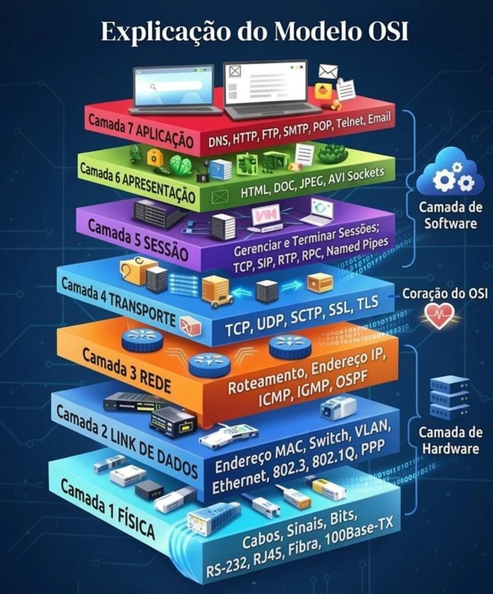 Explicação do Modelo OSI
Camada 7 APLICAÇÃO
DNS, HTTP, FTP, SMTP, POP, Telnet, Email
Camada 6 APRESENTAÇÃO
HTML, DOC, JPEG, AVI Sockets
Camada de
Software
Camada 5 SESSÃO
Gerenciar e Terminar Sessões;
TCP, SIP, RTP, RPC, Named Pipes
Camada 4 TRANSPORTE
TCP, UDP, SCTP, SSL, TLS
Coração do OSI
Camada 3 REDE
Roteamento, Endereço IP,
ICMP, IGMP, OSPF
Camada 2 LINK DE DADOS
Endereço MAC, Switch, VLAN,
Ethernet, 802.3, 802.1Q, PPP
Camada de
Hardware
Camada 1 FÍSICA
Cabos, Sinais, Bits,
RS-232, RJ45, Fibra, 100Base-TX